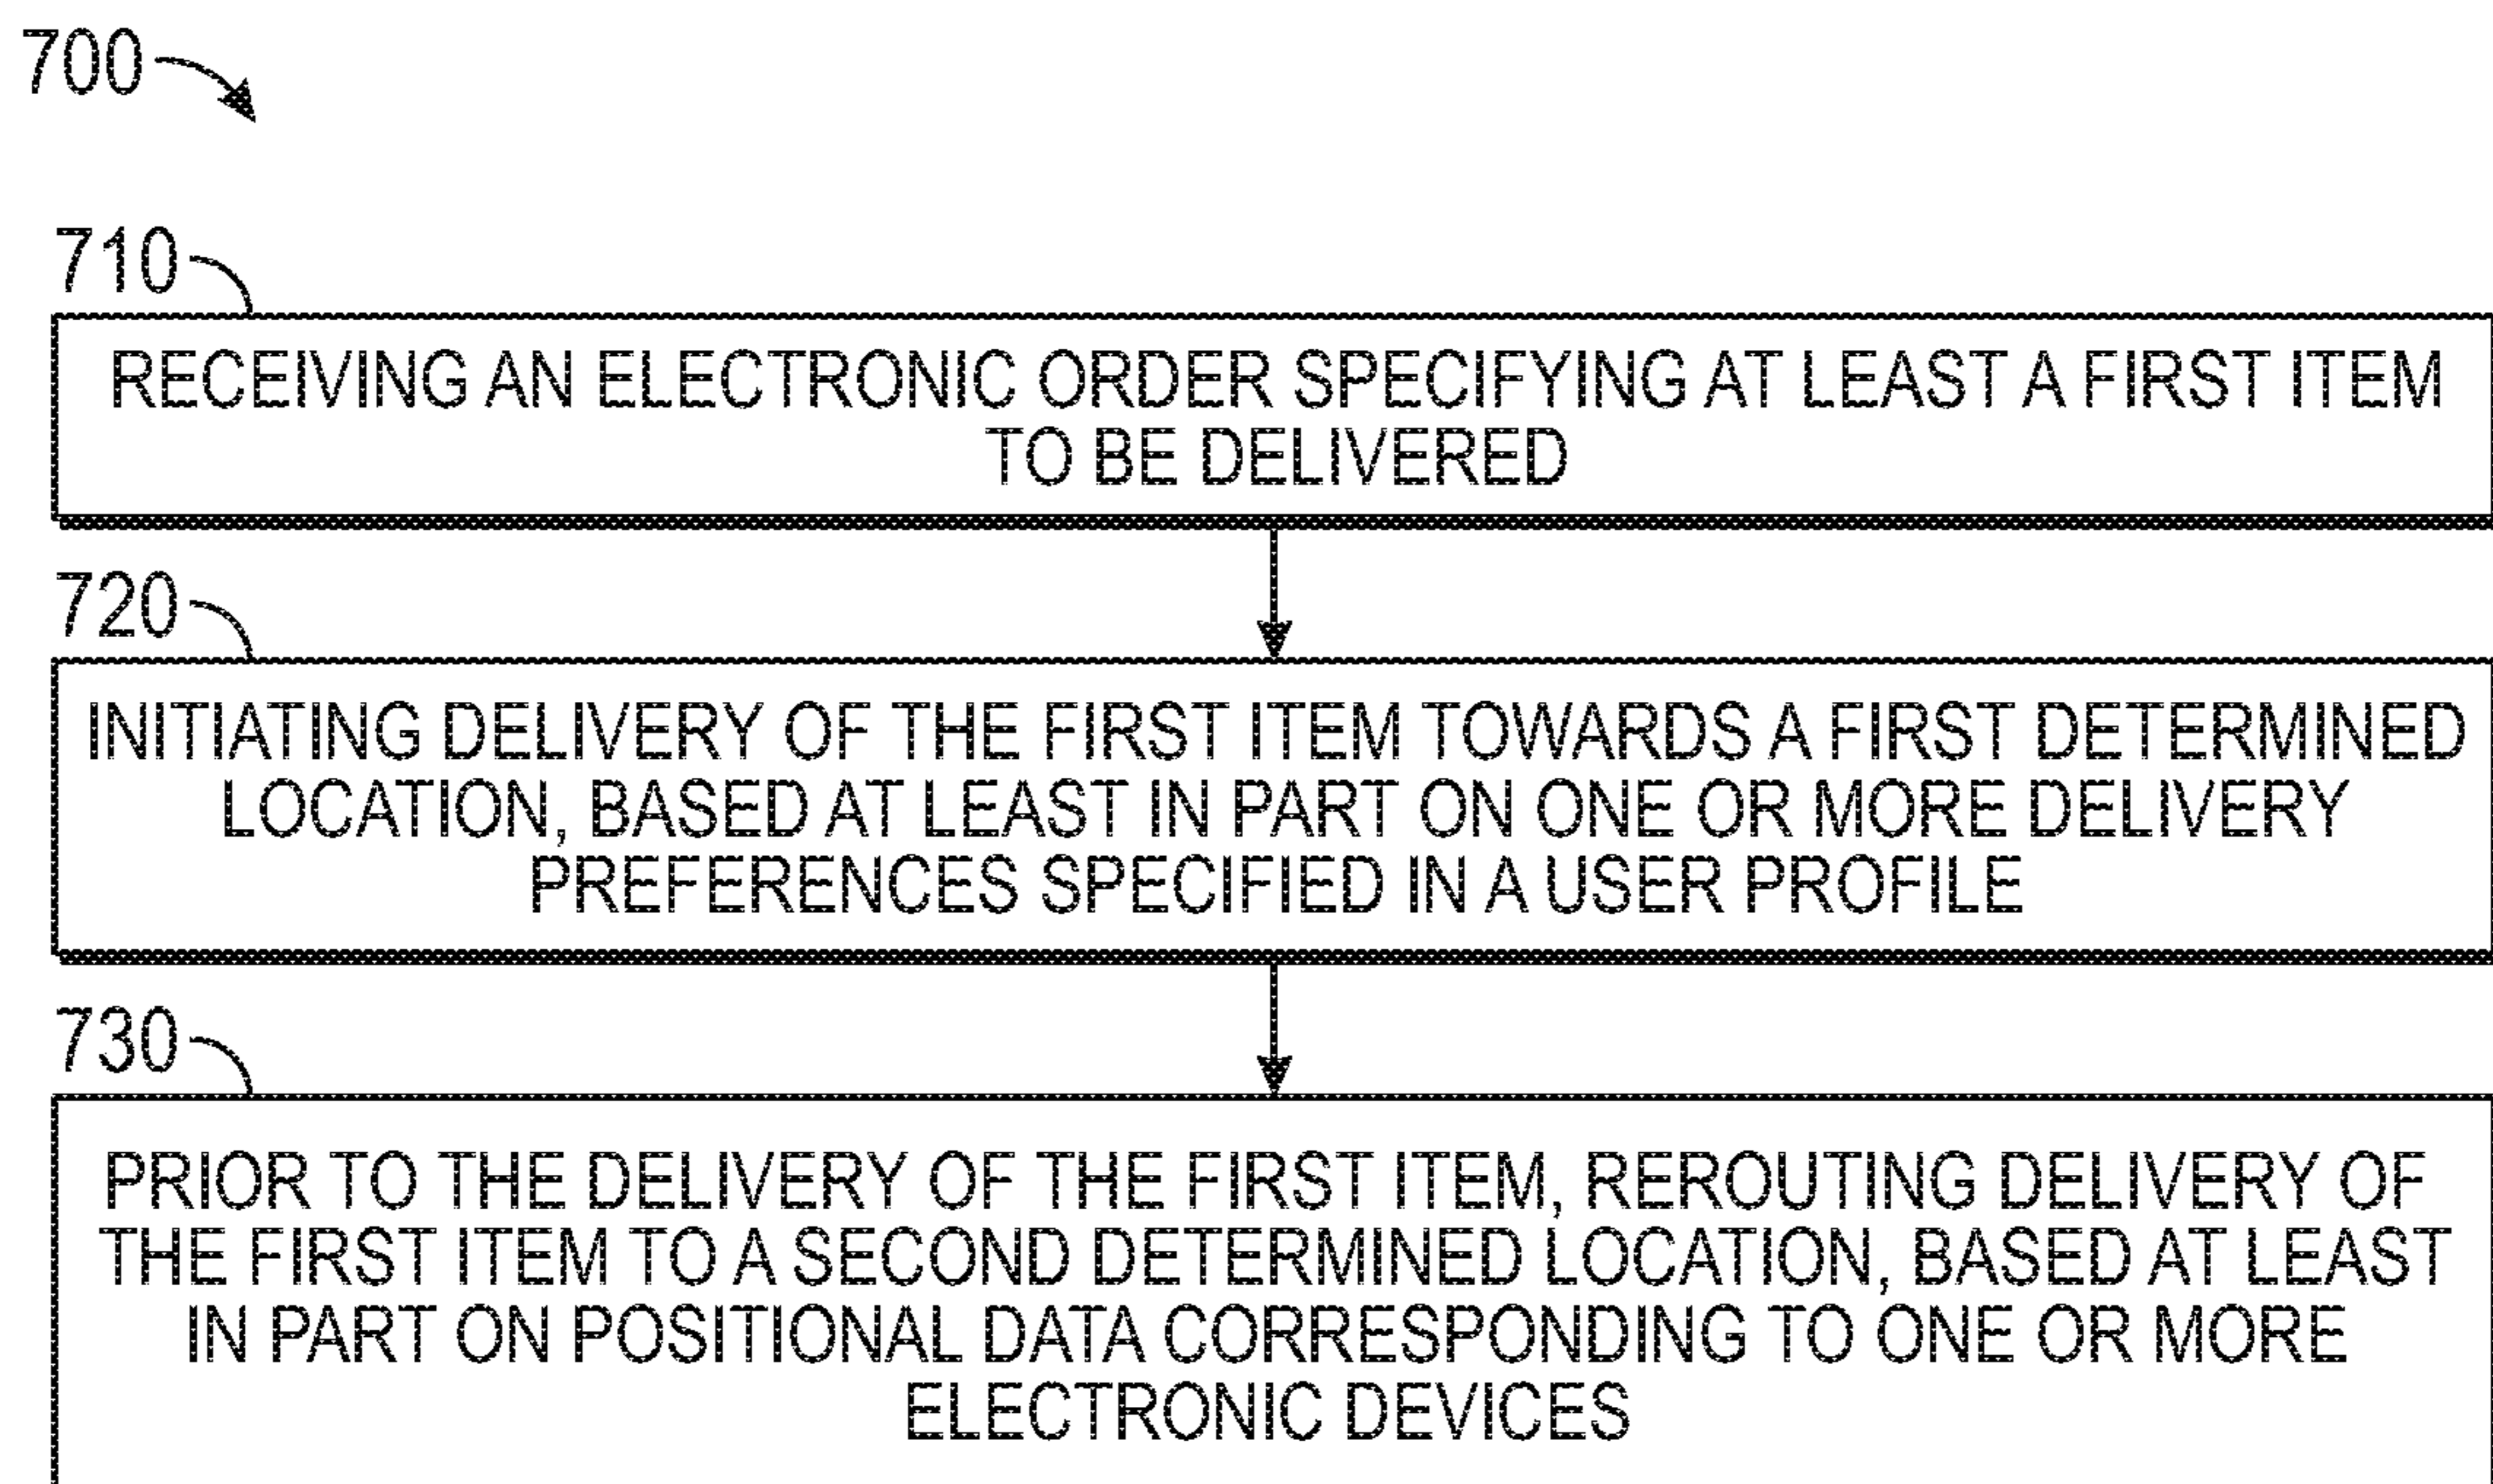 700
710
RECEIVING AN ELECTRONIC ORDER SPECIFYING AT LEAST A FIRST ITEM
TO BE DELIVERED
720
INITIATING DELIVERY OF THE FIRST ITEM TOWARDS A FIRST DETERMINED
LOCATION, BASED AT LEAST IN PART ON ONE OR MORE DELIVERY
PREFERENCES SPECIFIED IN A USER PROFILE
730
PRIOR TO THE DELIVERY OF THE FIRST ITEM, REROUTING DELIVERY OF
THE FIRST ITEM TO A SECOND DETERMINED LOCATION, BASED AT LEAST
IN PART ON POSITIONAL DATA CORRESPONDING TO ONE OR MORE
ELECTRONIC DEVICES